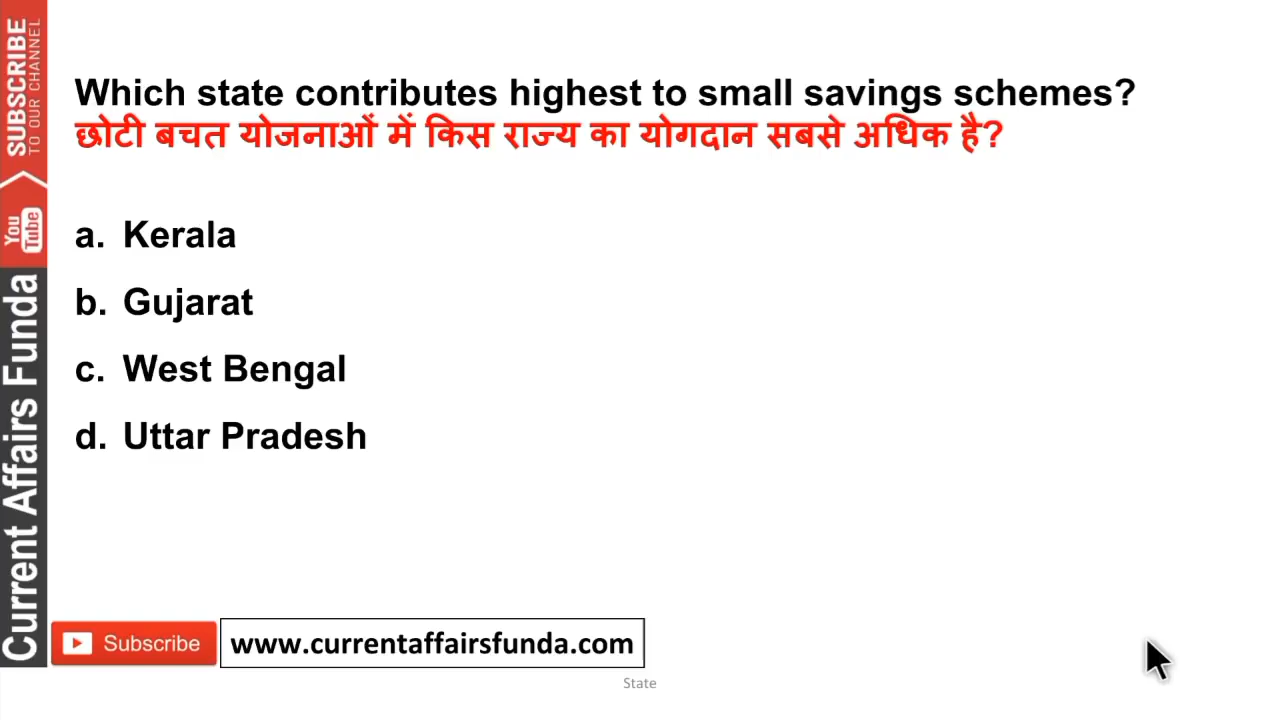 Which state contributes highest to small savings schemes?
छोटी बचत योजनाओं में किस राज्य का योगदान सबसे अधिक है?
a. Kerala
b. Gujarat
c. West Bengal
d. Uttar Pradesh
SUBSCRIBE
TO OUR CHANNEL
You
Tube
Current Affairs Funda
Subscribe
www.currentaffairsfunda.com
State